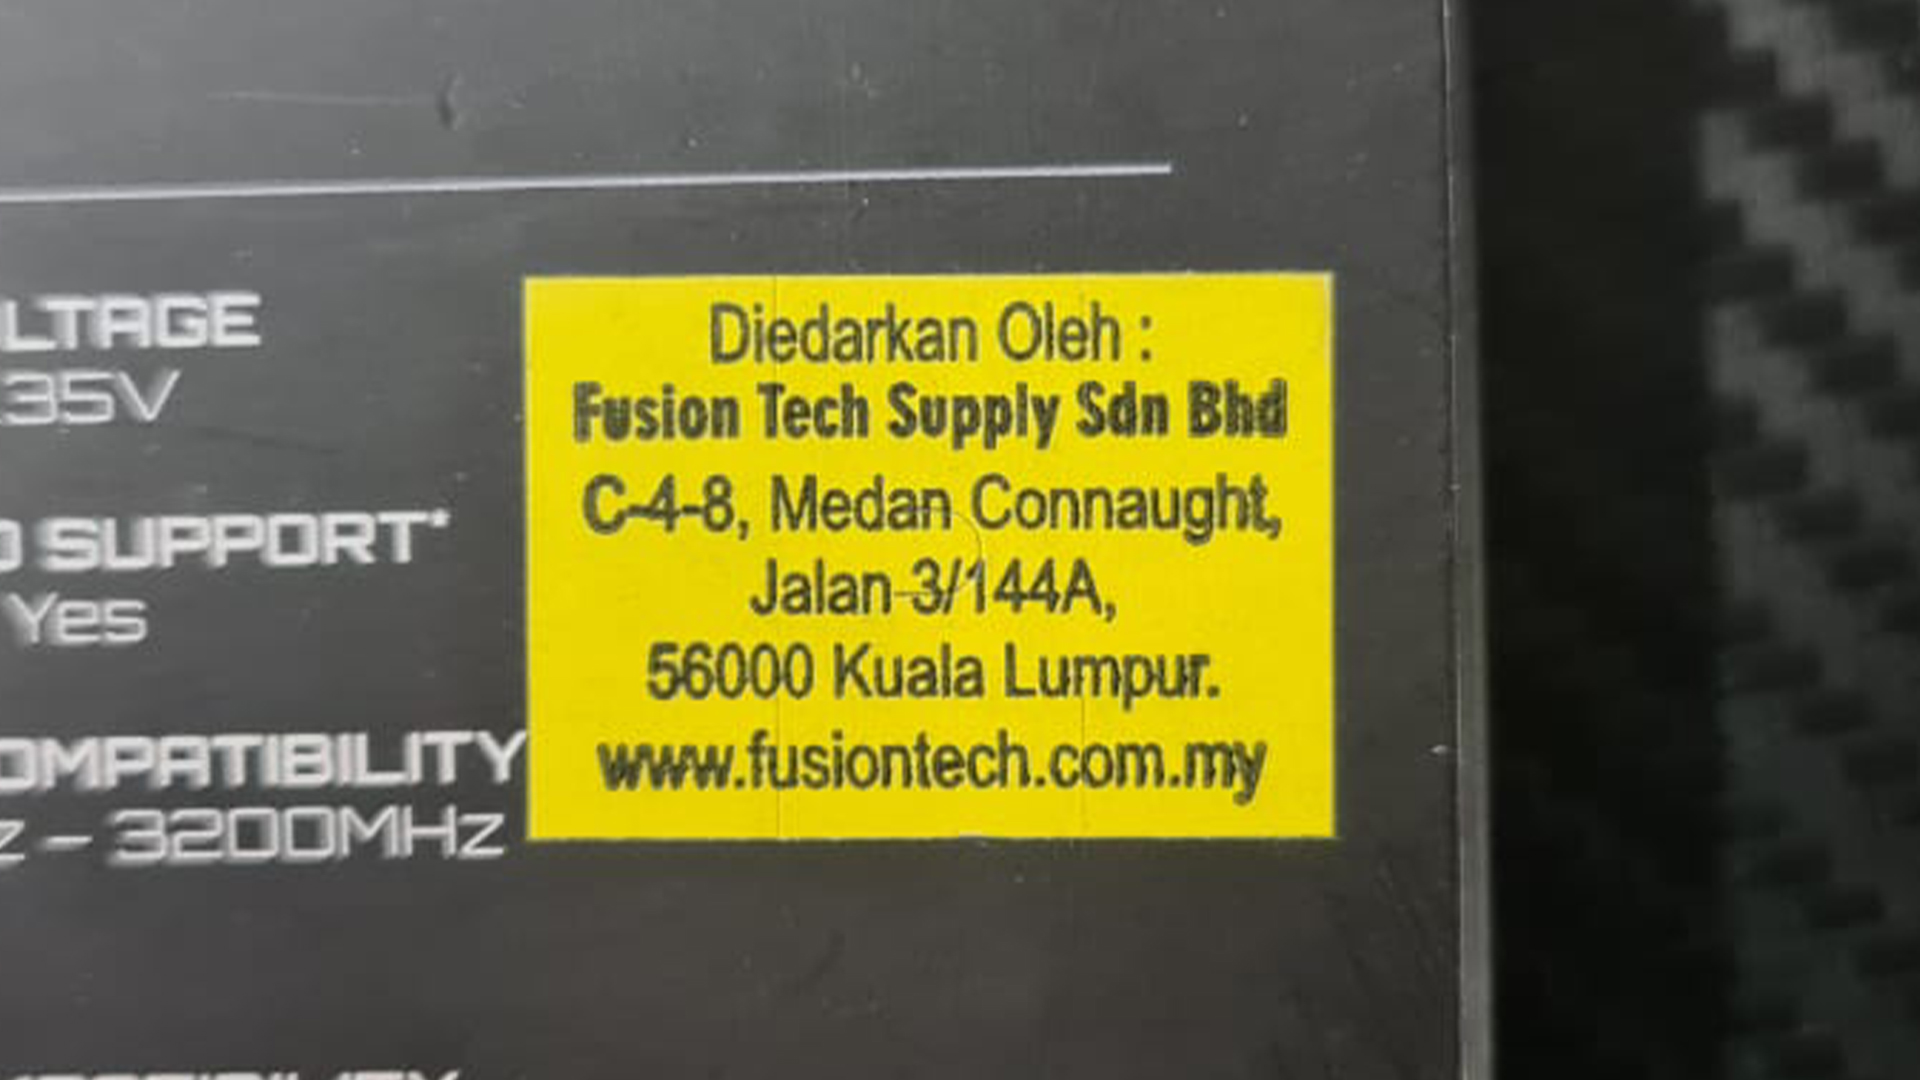 LTAGE
.35V
SUPPORT*
Yes
OMPATIBILITY
z – 3200MHz
Diedarkan Oleh :
Fusion Tech Supply Sdn Bhd
C-4-8, Medan Connaught,
Jalan 3/144A,
56000 Kuala Lumpur.
www.fusiontech.com.my